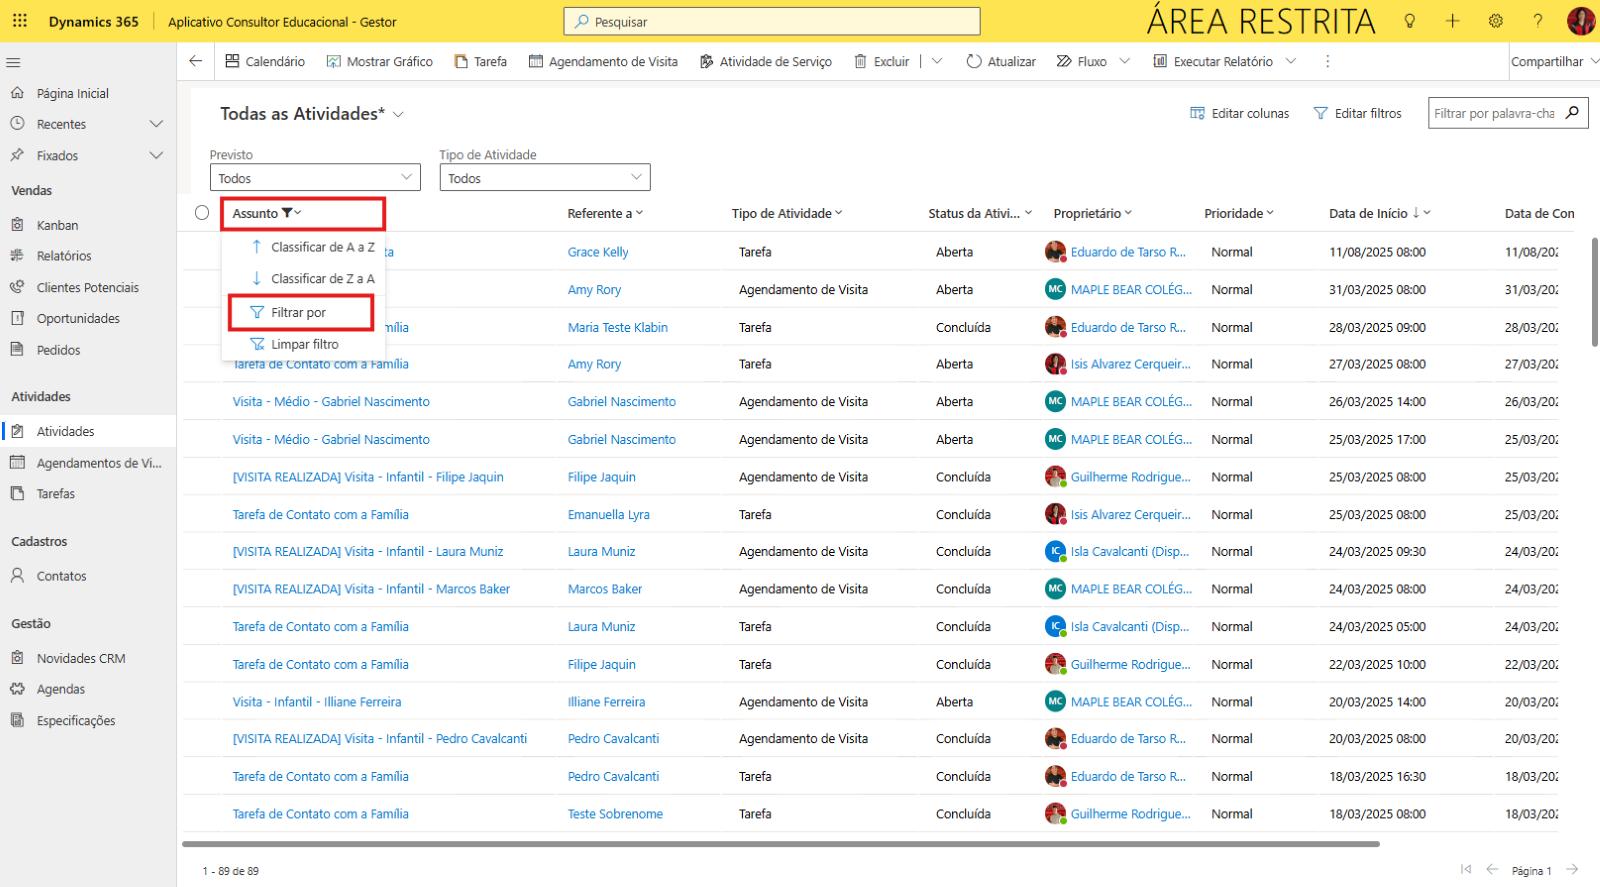 Dynamics 365
Aplicativo Consultor Educacional - Gestor
Pesquisar
ÁREA RESTRITA
Calendário
Mostrar Gráfico
Tarefa
Agendamento de Visita
Atividade de Serviço
Excluir
Atualizar
Fluxo
Executar Relatório
Compartilhar
Página Inicial
Recentes
Fixados
Vendas
Kanban
Relatórios
Clientes Potenciais
Oportunidades
Pedidos
Atividades
Atividades
Agendamentos de Vi...
Tarefas
Cadastros
Contatos
Gestão
Novidades CRM
Agendas
Especificações
Todas as Atividades*
Editar colunas
Editar filtros
Filtrar por palavra-cha
Previsto
Todos
Tipo de Atividade
Todos
Assunto Referente a Tipo de Atividade Status da Ativi... Proprietário Prioridade Data de Início Data de Con
Classificar de A a Z
Classificar de Z a A
Filtrar por
Limpar filtro
ta Grace Kelly Tarefa Aberta Eduardo de Tarso R... Normal 11/08/2025 08:00 11/08/202
Amy Rory Agendamento de Visita Aberta MC MAPLE BEAR COLÉG... Normal 31/03/2025 08:00 31/03/202
mília Maria Teste Klabin Tarefa Concluída Eduardo de Tarso R... Normal 28/03/2025 09:00 28/03/202
Tarefa de Contato com a Família Amy Rory Tarefa Aberta Isis Alvarez Cerqueir... Normal 27/03/2025 08:00 27/03/202
Visita - Médio - Gabriel Nascimento Gabriel Nascimento Agendamento de Visita Aberta MC MAPLE BEAR COLÉG... Normal 26/03/2025 14:00 26/03/202
Visita - Médio - Gabriel Nascimento Gabriel Nascimento Agendamento de Visita Aberta MC MAPLE BEAR COLÉG... Normal 25/03/2025 17:00 25/03/202
[VISITA REALIZADA] Visita - Infantil - Filipe Jaquin Filipe Jaquin Agendamento de Visita Concluída Guilherme Rodrigue... Normal 25/03/2025 08:00 25/03/202
Tarefa de Contato com a Família Emanuella Lyra Tarefa Concluída Isis Alvarez Cerqueir... Normal 25/03/2025 08:00 25/03/202
[VISITA REALIZADA] Visita - Infantil - Laura Muniz Laura Muniz Agendamento de Visita Concluída IC Isla Cavalcanti (Disp... Normal 24/03/2025 09:30 24/03/202
[VISITA REALIZADA] Visita - Infantil - Marcos Baker Marcos Baker Agendamento de Visita Concluída MC MAPLE BEAR COLÉG... Normal 24/03/2025 08:00 24/03/202
Tarefa de Contato com a Família Laura Muniz Tarefa Concluída IC Isla Cavalcanti (Disp... Normal 24/03/2025 05:00 24/03/202
Tarefa de Contato com a Família Filipe Jaquin Tarefa Concluída Guilherme Rodrigue... Normal 22/03/2025 10:00 22/03/202
Visita - Infantil - Illiane Ferreira Illiane Ferreira Agendamento de Visita Aberta MC MAPLE BEAR COLÉG... Normal 20/03/2025 14:00 20/03/202
[VISITA REALIZADA] Visita - Infantil - Pedro Cavalcanti Pedro Cavalcanti Agendamento de Visita Concluída Eduardo de Tarso R... Normal 20/03/2025 08:00 20/03/202
Tarefa de Contato com a Família Pedro Cavalcanti Tarefa Concluída Eduardo de Tarso R... Normal 18/03/2025 16:30 18/03/202
Tarefa de Contato com a Família Teste Sobrenome Tarefa Concluída Guilherme Rodrigue... Normal 18/03/2025 08:00 18/03/202
1 - 89 de 89
Página 1